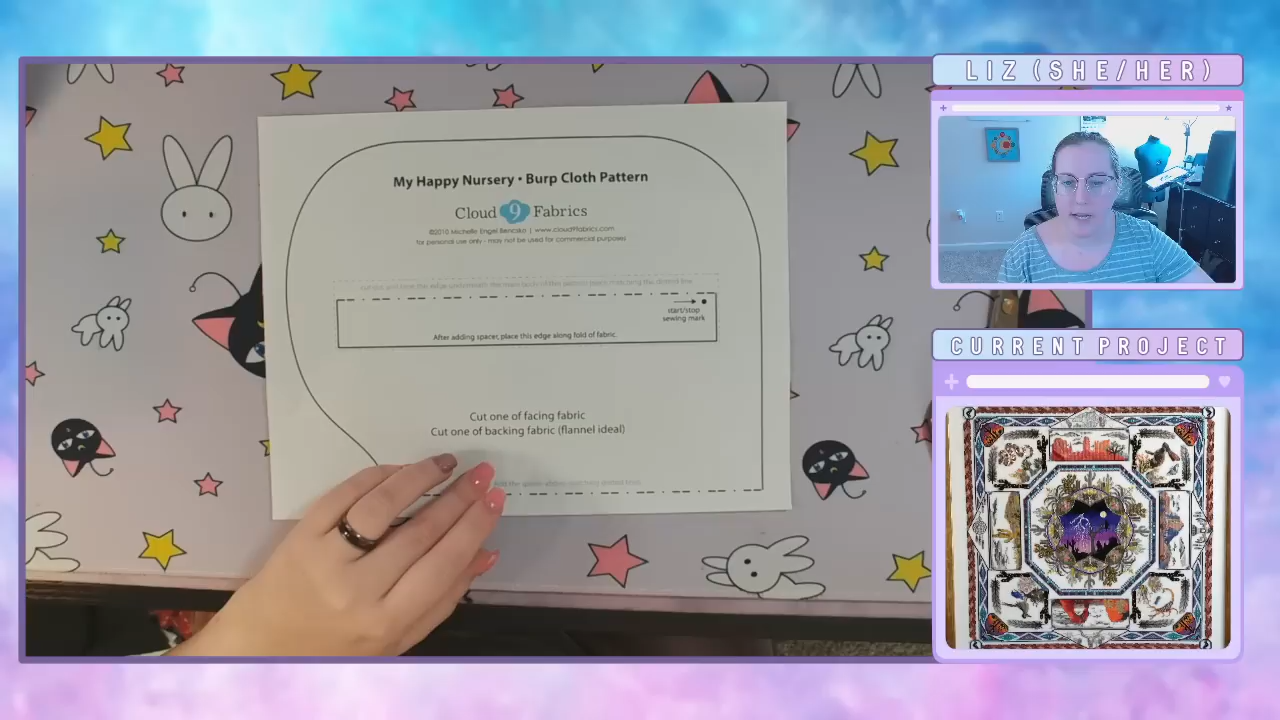 LIZ (SHE/HER)
My Happy Nursery • Burp Cloth Pattern
Cloud 9 Fabrics
©2010 Michelle Engel Bencsko | www.cloud9fabrics.com
for personal use only - may not be used for commercial purposes
start/stop
sewing mark
After adding spacer, place this edge along fold of fabric.
CURRENT PROJECT
Cut one of facing fabric
Cut one of backing fabric (flannel ideal)